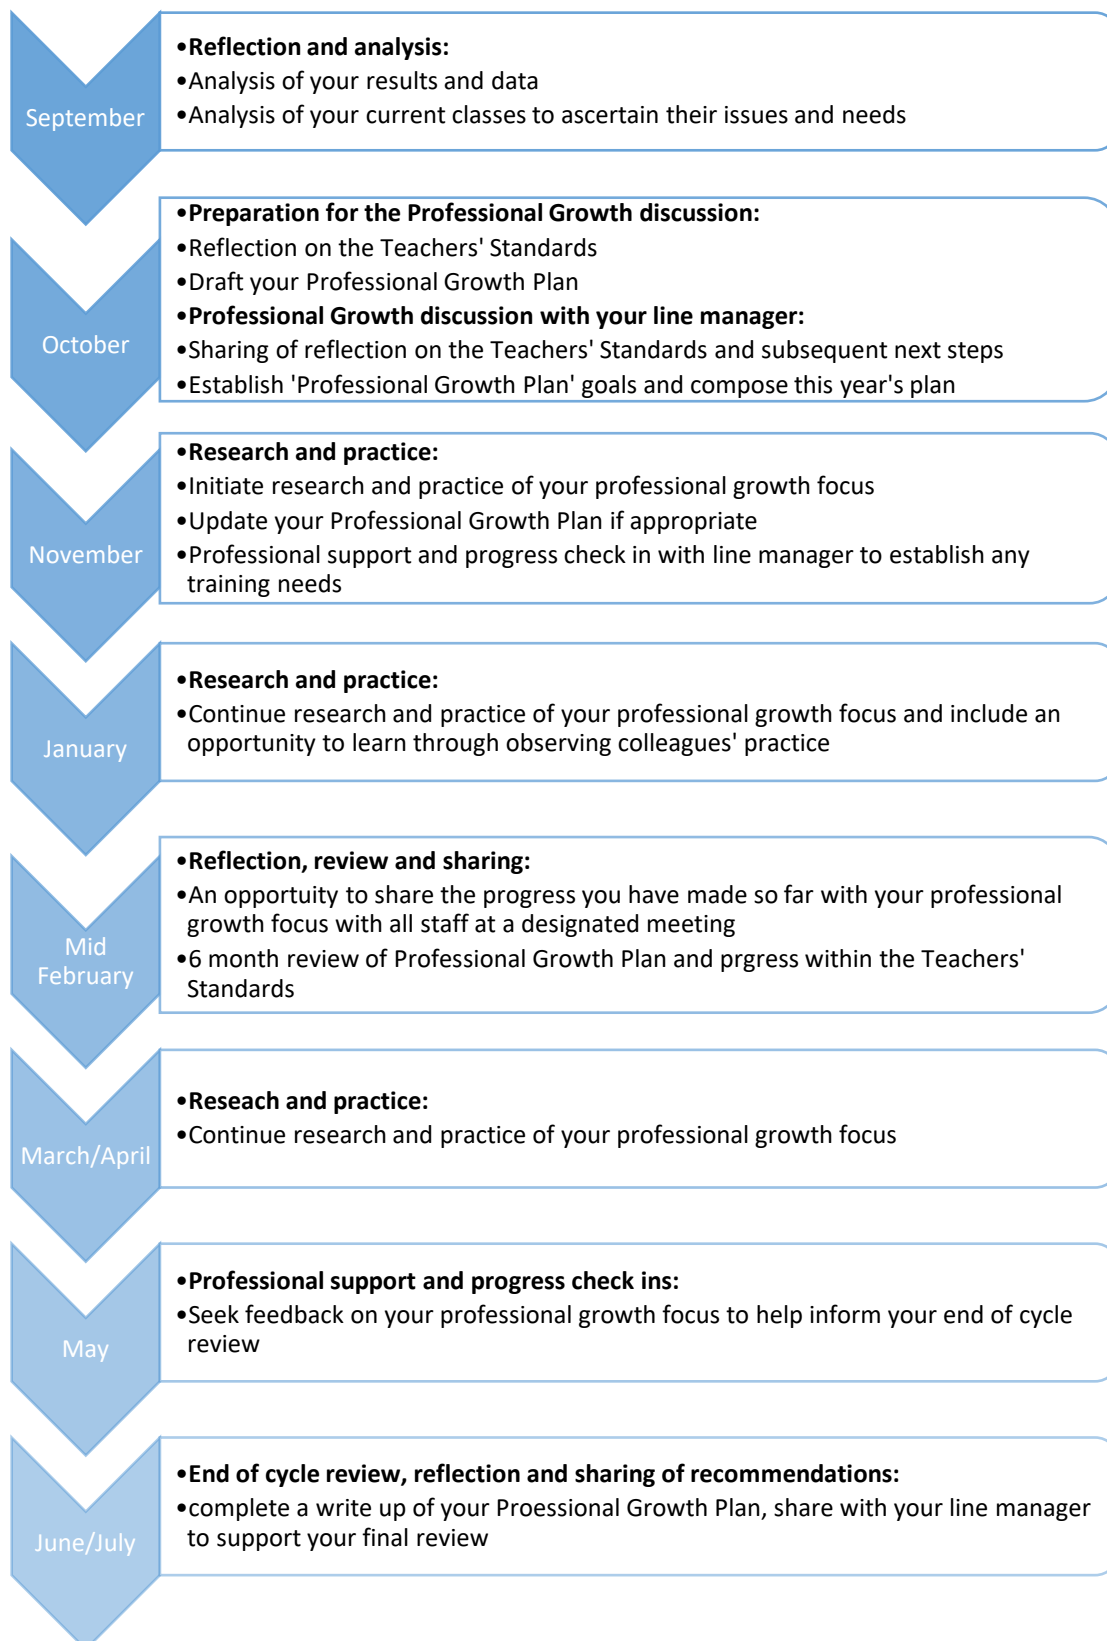 September
•Reflection and analysis:
•Analysis of your results and data
•Analysis of your current classes to ascertain their issues and needs
October
•Preparation for the Professional Growth discussion:
•Reflection on the Teachers' Standards
•Draft your Professional Growth Plan
•Professional Growth discussion with your line manager:
•Sharing of reflection on the Teachers' Standards and subsequent next steps
•Establish 'Professional Growth Plan' goals and compose this year's plan
November
•Research and practice:
•Initiate research and practice of your professional growth focus
•Update your Professional Growth Plan if appropriate
•Professional support and progress check in with line manager to establish any
training needs
January
•Research and practice:
•Continue research and practice of your professional growth focus and include an
opportunity to learn through observing colleagues' practice
Mid
February
•Reflection, review and sharing:
•An opportuity to share the progress you have made so far with your professional
growth focus with all staff at a designated meeting
•6 month review of Professional Growth Plan and prgress within the Teachers'
Standards
March/April
•Reseach and practice:
•Continue research and practice of your professional growth focus
May
•Professional support and progress check ins:
•Seek feedback on your professional growth focus to help inform your end of cycle
review
June/July
•End of cycle review, reflection and sharing of recommendations:
•complete a write up of your Proessional Growth Plan, share with your line manager
to support your final review